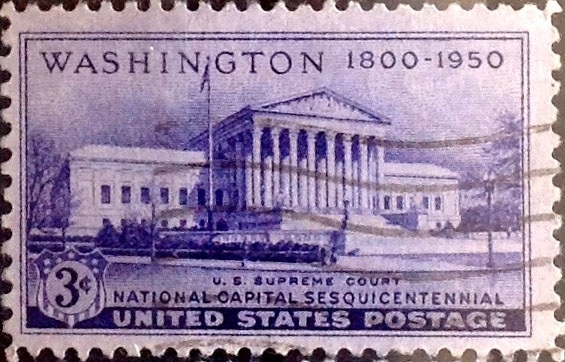 WASHINGTON 1800-1950
3¢
U. S. SUPREME COURT
NATIONAL CAPITAL SESQUICENTENNIAL
UNITED STATES POSTAGE